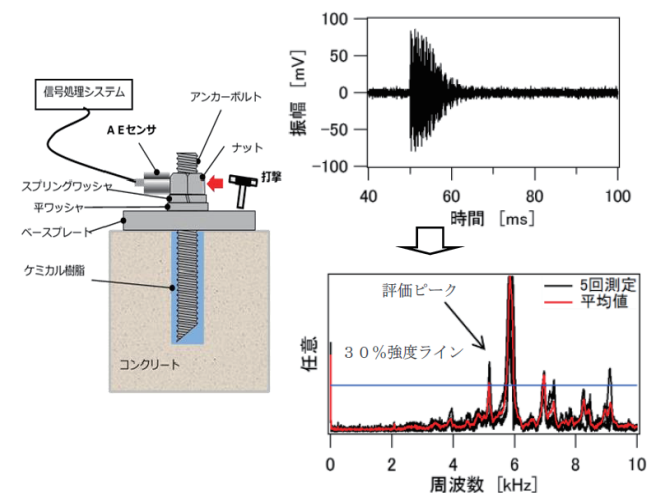 信号処理システム
AEセンサ
アンカーボルト
ナット
打撃
スプリングワッシャ
平ワッシャ
ベースプレート
ケミカル樹脂
コンクリート
振幅 [mV]
100
50
0
−50
−100
40
60
80
100
時間 [ms]
任意
評価ピーク
30%強度ライン
5回測定
平均値
0
2
4
6
8
10
周波数 [kHz]